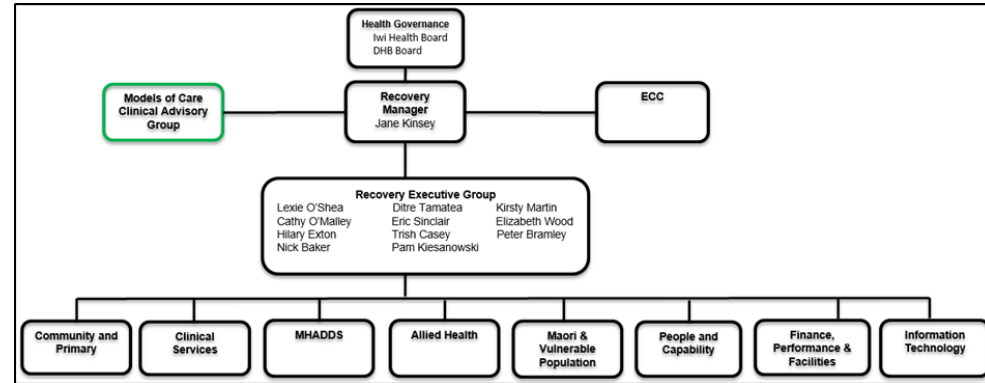 Health Governance
Iwi Health Board
DHB Board
Models of Care
Clinical Advisory
Group
Recovery
Manager
Jane Kinsey
ECC
Recovery Executive Group
Lexie O'Shea Ditre Tamatea Kirsty Martin
Cathy O'Malley Eric Sinclair Elizabeth Wood
Hilary Exton Trish Casey Peter Bramley
Nick Baker Pam Kiesanowski
Community and
Primary
Clinical
Services
MHADDS
Allied Health
Maori &
Vulnerable
Population
People and
Capability
Finance,
Performance &
Facilities
Information
Technology